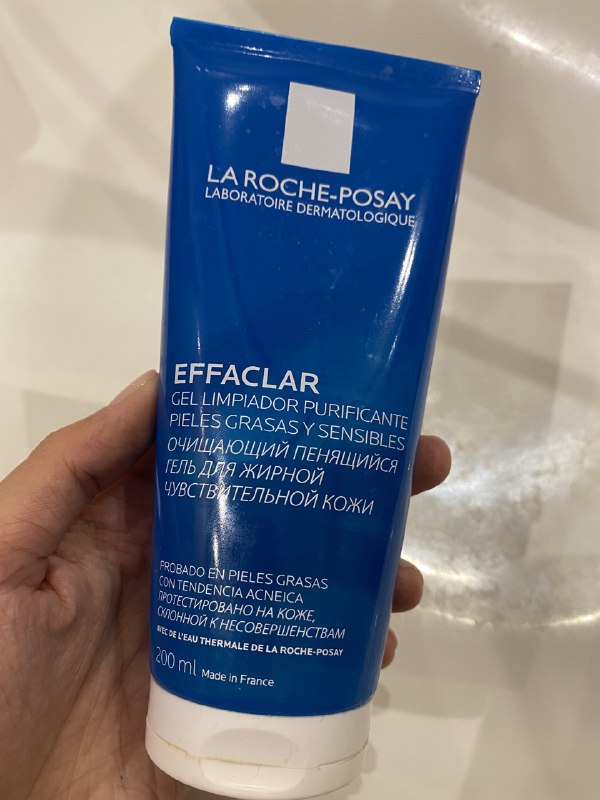 LA ROCHE-POSAY
LABORATOIRE DERMATOLOGIQUE
EFFACLAR
GEL LIMPIADOR PURIFICANTE
PIELES GRASAS Y SENSIBLES
ОЧИЩАЮЩИЙ ПЕНЯЩИЙСЯ
ГЕЛЬ ДЛЯ ЖИРНОЙ
ЧУВСТВИТЕЛЬНОЙ КОЖИ
PROBADO EN PIELES GRASAS
CON TENDENCIA ACNEICA
ПРОТЕСТИРОВАНО НА КОЖЕ,
СКЛОННОЙ К НЕСОВЕРШЕНСТВАМ
AVEC DE L'EAU THERMALE DE LA ROCHE-POSAY
200 ml Made in France